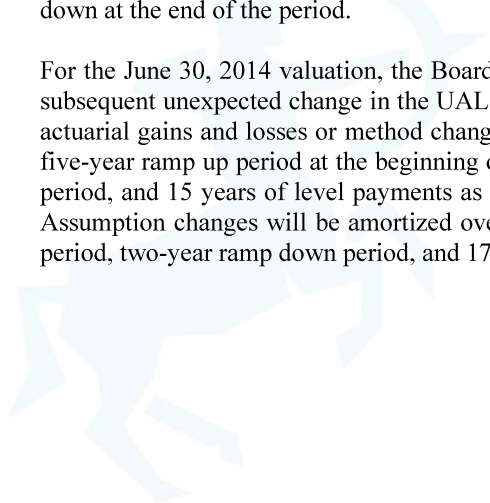 down at the end of the period.
For the June 30, 2014 valuation, the Board
subsequent unexpected change in the UAL
actuarial gains and losses or method chang
five-year ramp up period at the beginning
period, and 15 years of level payments as
Assumption changes will be amortized ove
period, two-year ramp down period, and 17